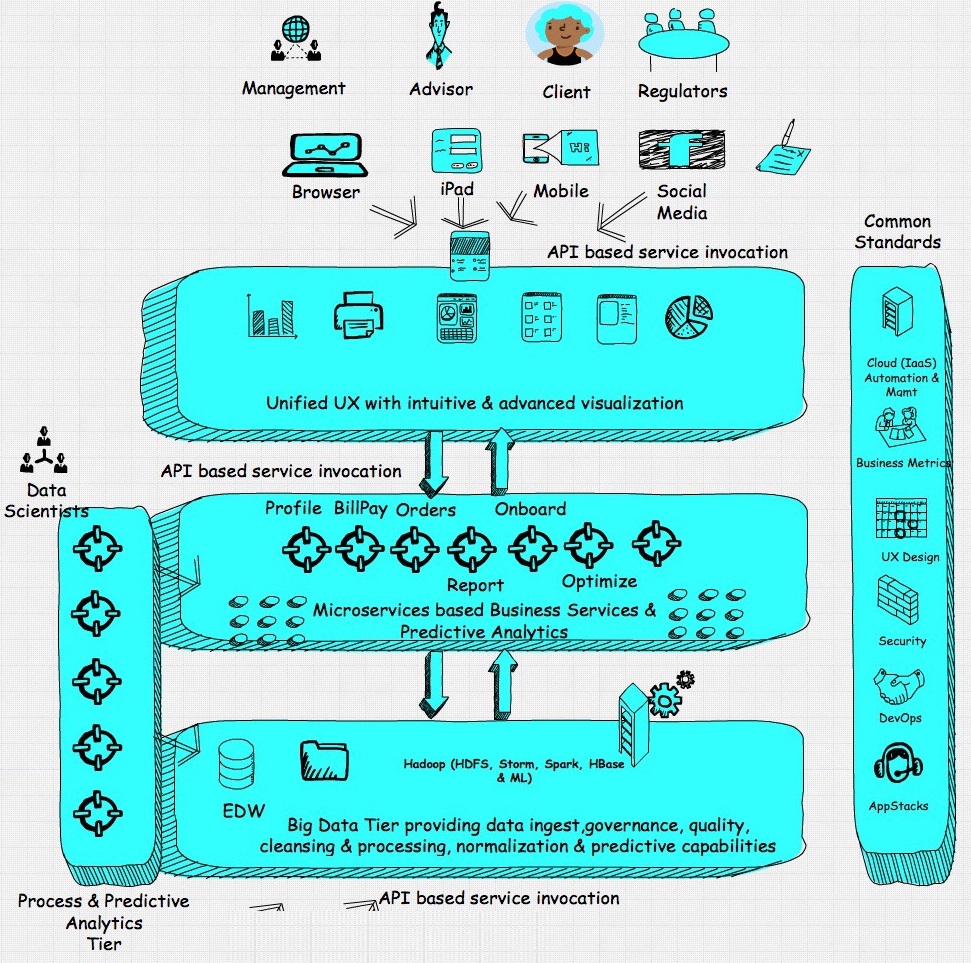 Management
Advisor
Client
Regulators
Hi
Browser
iPad
Mobile
Social
Media
API based service invocation
Common
Standards
Cloud (IaaS)
Automation &
Mgmt
Business Metrics
UX Design
Security
DevOps
AppStacks
Unified UX with intuitive & advanced visualization
API based service invocation
Data
Scientists
Profile BillPay Orders Onboard
Report Optimize
Microservices based Business Services &
Predictive Analytics
Hadoop (HDFS, Storm, Spark, HBase
& ML)
EDW
Big Data Tier providing data ingest,governance, quality,
cleansing & processing, normalization & predictive capabilities
API based service invocation
Process & Predictive
Analytics
Tier